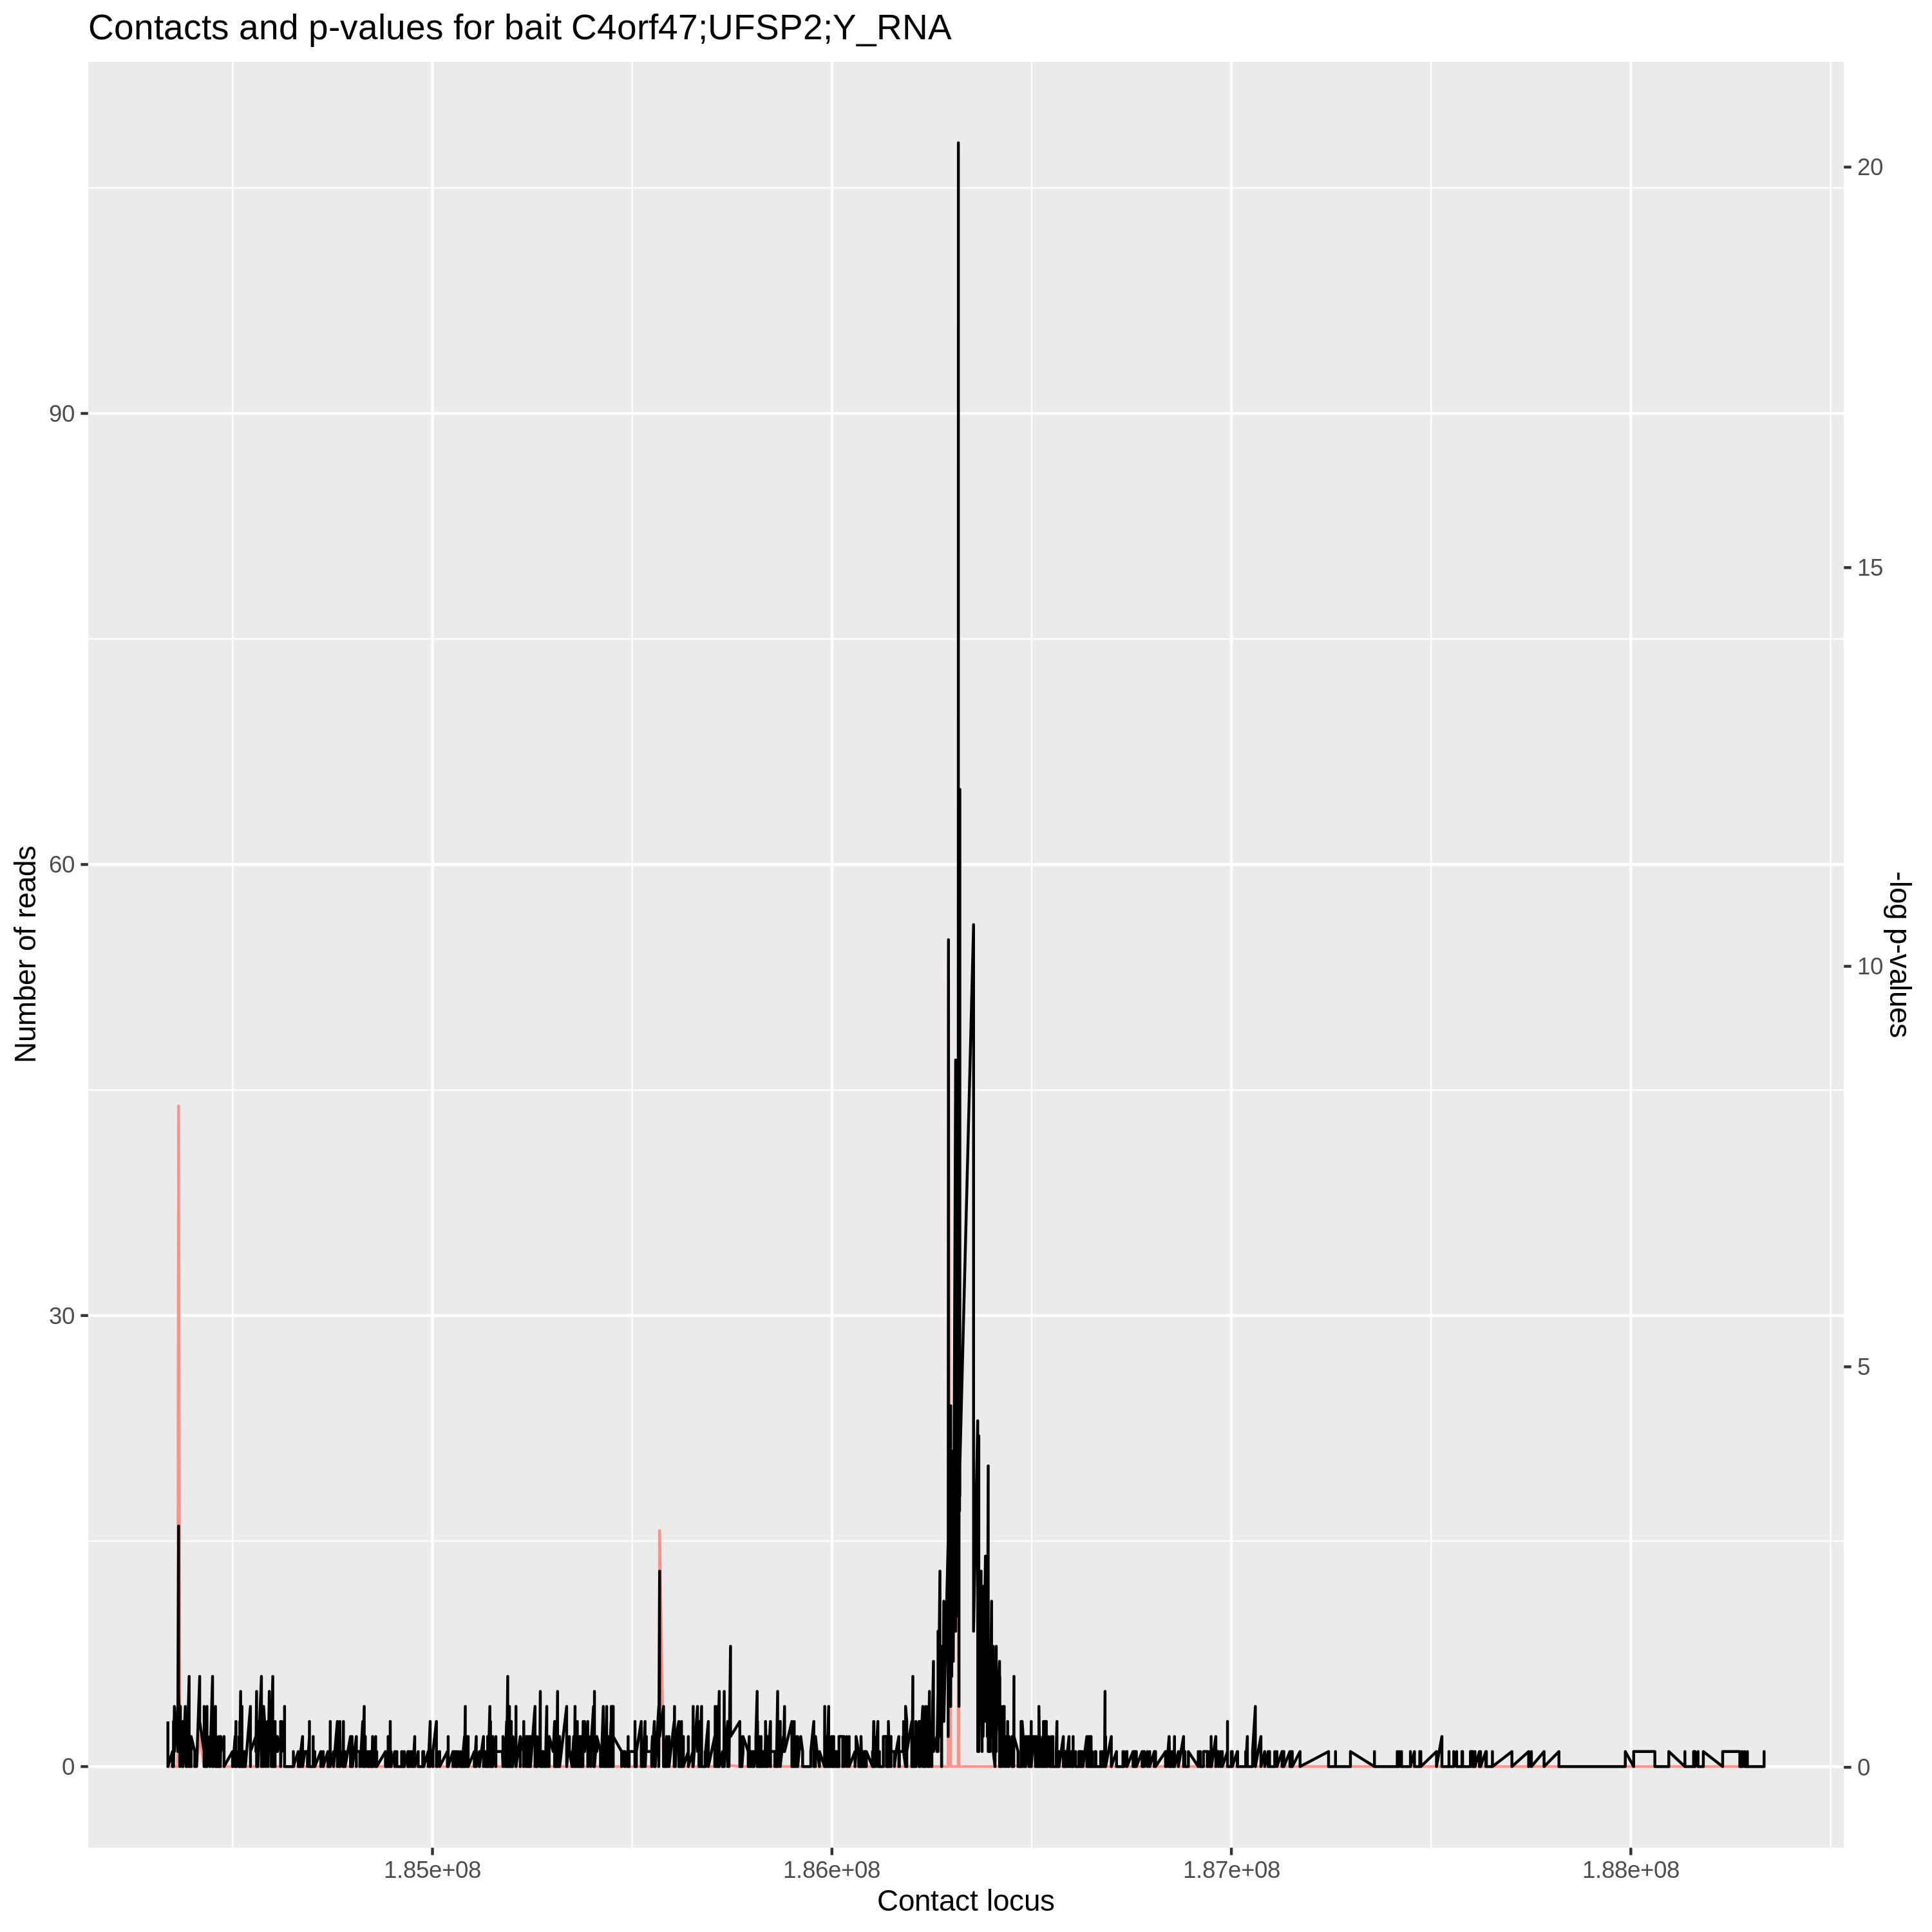 Contacts and p-values for bait C4orf47;UFSP2;Y_RNA
Number of reads
90
60
30
0
20
15
10
5
0
-log p-values
1.85e+08
1.86e+08
1.87e+08
1.88e+08
Contact locus